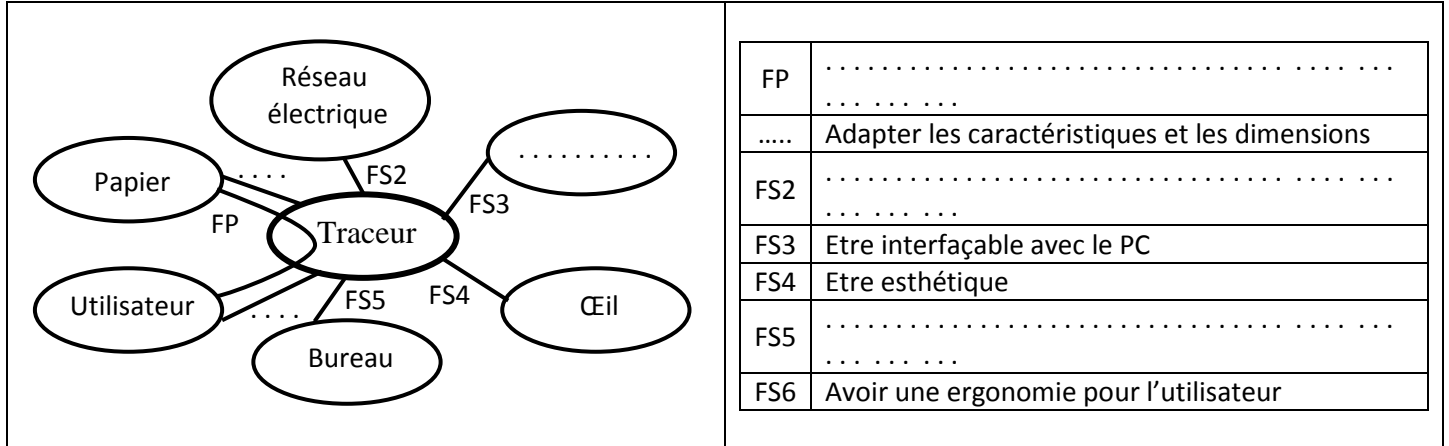 Réseau
électrique
. . . . . . . . . .
Papier
. . . .
FS2
FS3
FP
Traceur
Utilisateur
. . . .
FS5
FS4
Œil
Bureau
FP . . . . . . . . . . . . . . . . . . . . . . . . . . . . . . . . . . . . . . . . .
... ... ... ...
..... Adapter les caractéristiques et les dimensions
FS2 . . . . . . . . . . . . . . . . . . . . . . . . . . . . . . . . . . . . . . . . .
... ... ... ...
FS3 Etre interfaçable avec le PC
FS4 Etre esthétique
FS5 . . . . . . . . . . . . . . . . . . . . . . . . . . . . . . . . . . . . . . . . .
... ... ... ...
FS6 Avoir une ergonomie pour l’utilisateur